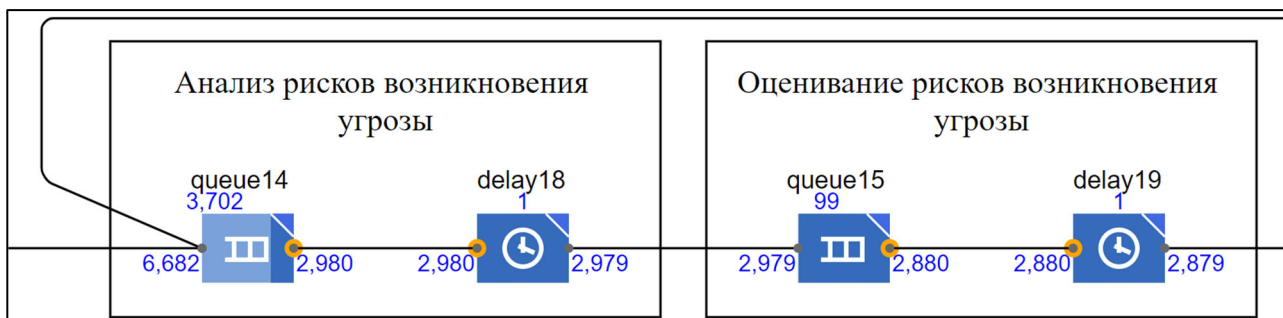 Анализ рисков возникновения
угрозы
queue14
3,702
6,682
2,980
delay18
1
2,980
2,979
Оценивание рисков возникновения
угрозы
queue15
99
2,979
2,880
delay19
1
2,880
2,879